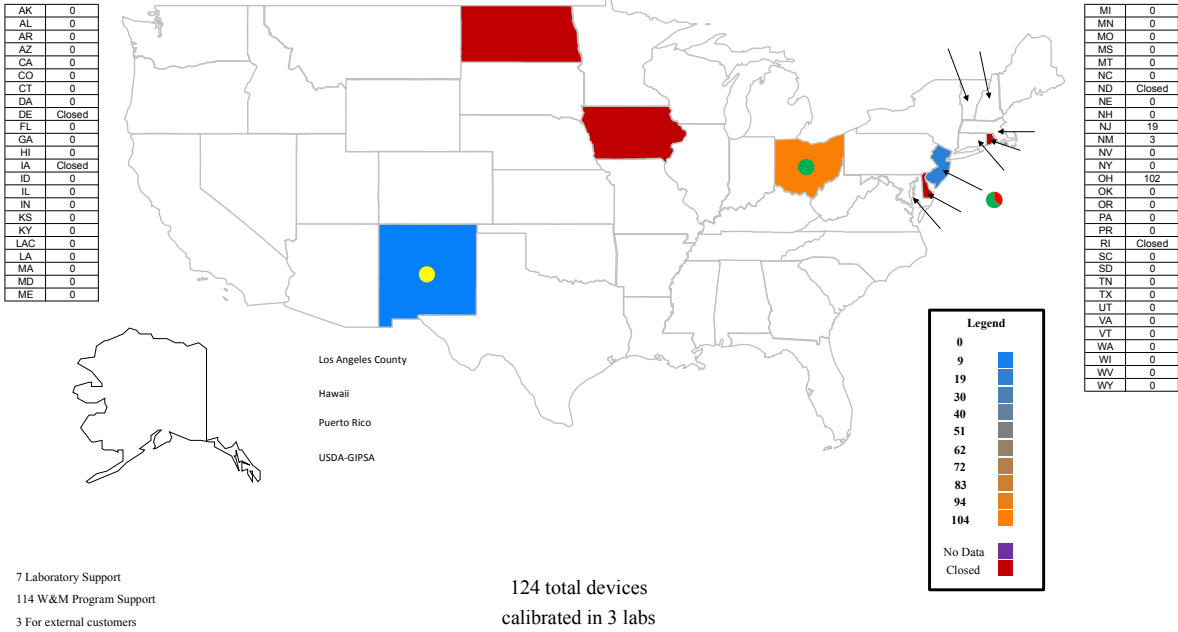 AK 0
AL 0
AR 0
AZ 0
CA 0
CO 0
CT 0
DA 0
DE Closed
FL 0
GA 0
HI 0
IA Closed
ID 0
IL 0
IN 0
KS 0
KY 0
LAC 0
LA 0
MA 0
MD 0
ME 0
MI 0
MN 0
MO 0
MS 0
MT 0
NC 0
ND Closed
NE 0
NH 0
NJ 19
NM 3
NV 0
NY 0
OH 102
OK 0
OR 0
PA 0
PR 0
RI Closed
SC 0
SD 0
TN 0
TX 0
UT 0
VA 0
VT 0
WA 0
WI 0
WV 0
WY 0
Los Angeles County
Hawaii
Puerto Rico
USDA-GIPSA
Legend
0
9
19
30
40
51
62
72
83
94
104
No Data
Closed
7 Laboratory Support
114 W&M Program Support
3 For external customers
124 total devices
calibrated in 3 labs